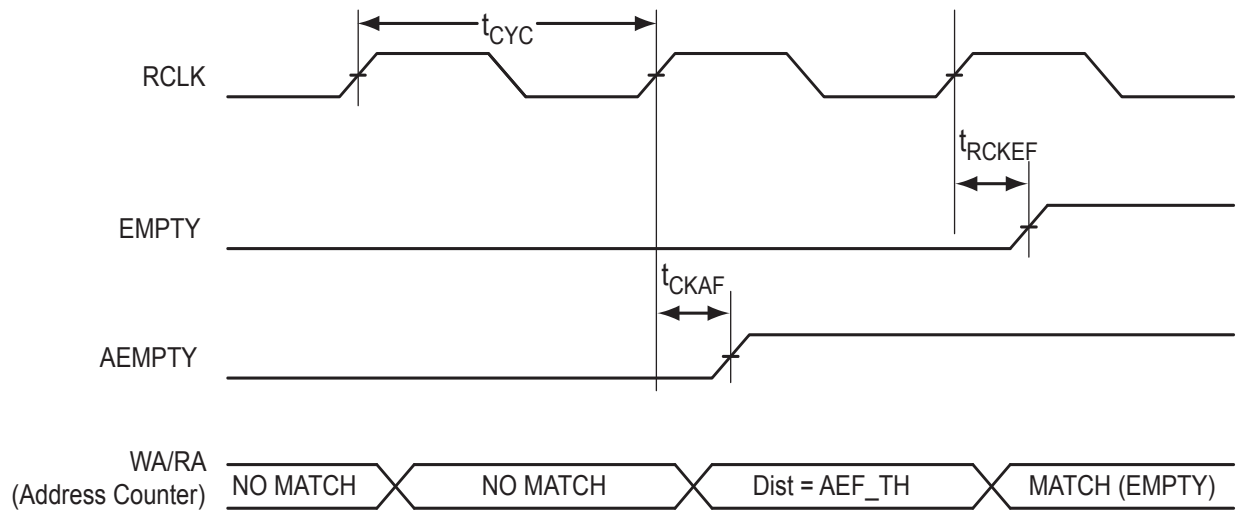 tCYC
RCLK
tRCKEF
EMPTY
tCKAF
AEMPTY
WA/RA
(Address Counter)
NO MATCH
NO MATCH
Dist = AEF_TH
MATCH (EMPTY)